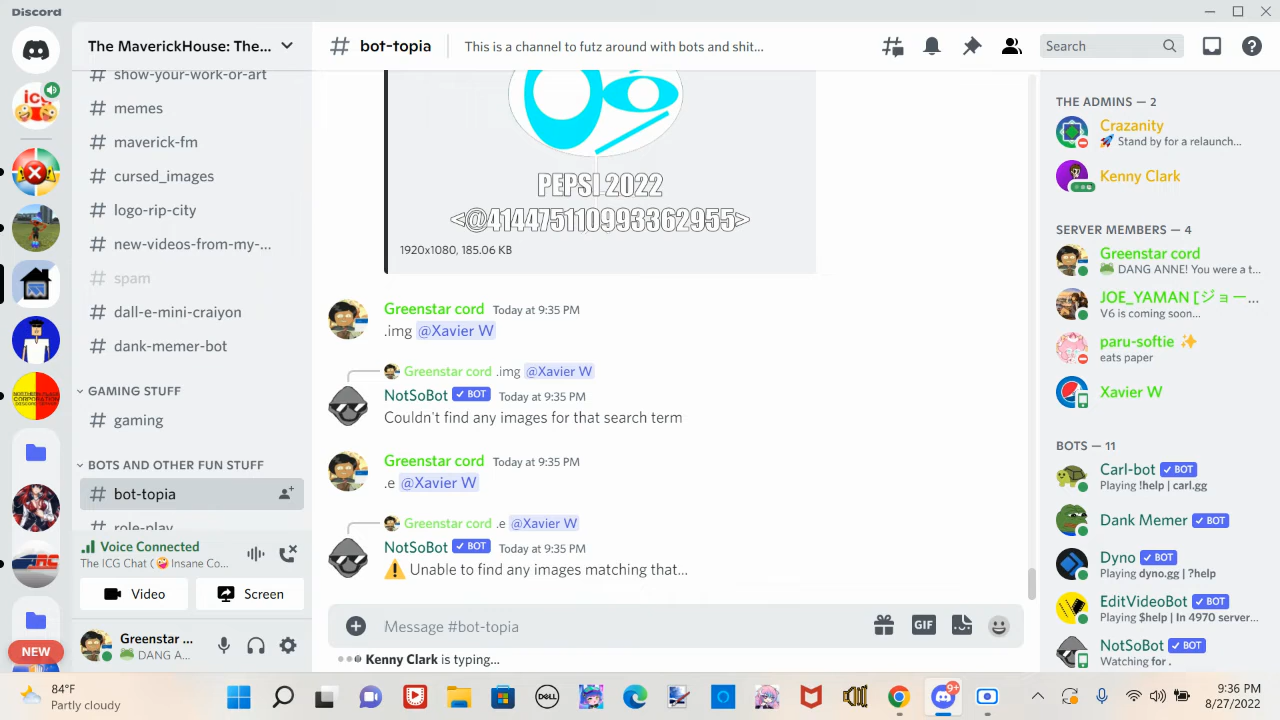 Discord
The MaverickHouse: The...
bot-topia
This is a channel to futz around with bots and shit...
Search
show-your-work-or-art
memes
maverick-fm
cursed_images
logo-rip-city
new-videos-from-my-...
spam
dall-e-mini-craiyon
dank-memer-bot
GAMING STUFF
gaming
BOTS AND OTHER FUN STUFF
bot-topia
role-play
Voice Connected
The ICG Chat (😜 Insane Co...
Video
Screen
Greenstar ...
🐸 DANG A...
NEW
PEPSI 2022
<@414475110993362955>
1920x1080, 185.06 KB
Greenstar cord Today at 9:35 PM
.img @Xavier W
Greenstar cord .img @Xavier W
NotSoBot ✓ BOT Today at 9:35 PM
Couldn't find any images for that search term
Greenstar cord Today at 9:35 PM
.e @Xavier W
Greenstar cord .e @Xavier W
NotSoBot ✓ BOT Today at 9:35 PM
⚠ Unable to find any images matching that...
Message #bot-topia
GIF
Kenny Clark is typing...
THE ADMINS — 2
Crazanity
🚀 Stand by for a relaunch...
Kenny Clark
SERVER MEMBERS — 4
Greenstar cord
🐸 DANG ANNE! You were a t...
JOE_YAMAN [ジョー...
V6 is coming soon...
paru-softie ✨
eats paper
Xavier W
BOTS — 11
Carl-bot ✓ BOT
Playing !help | carl.gg
Dank Memer ✓ BOT
Dyno ✓ BOT
Playing dyno.gg | ?help
EditVideoBot ✓ BOT
Playing $help | In 4970 server...
NotSoBot ✓ BOT
Watching for .
84°F
Partly cloudy
DELL
9+
9:36 PM
8/27/2022